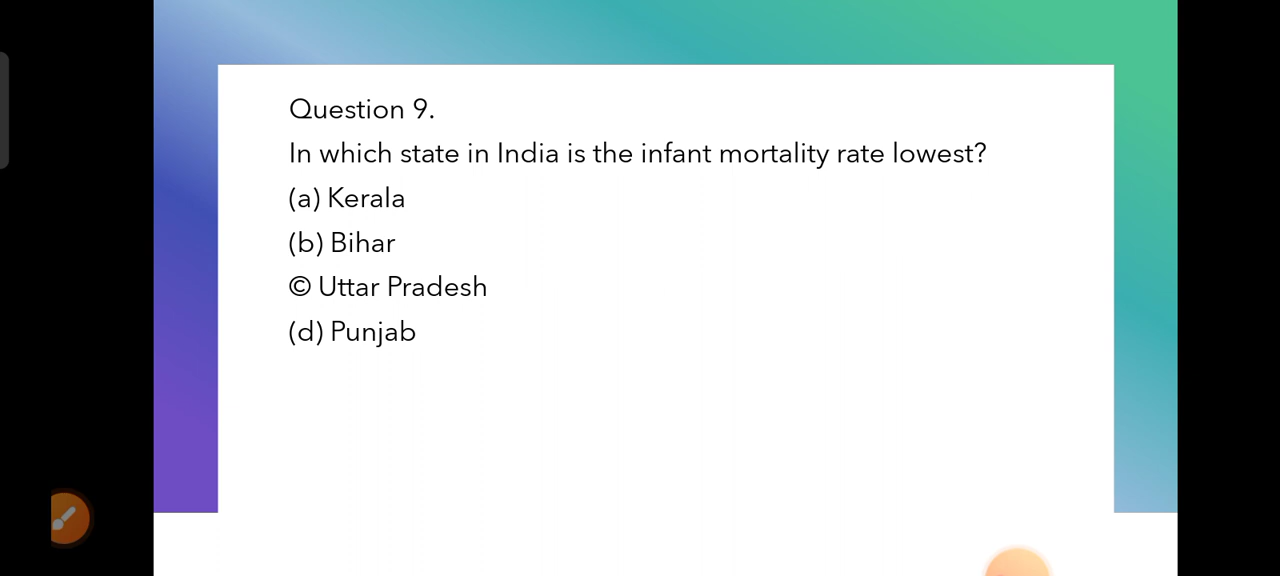 Question 9.
In which state in India is the infant mortality rate lowest?
(a) Kerala
(b) Bihar
© Uttar Pradesh
(d) Punjab